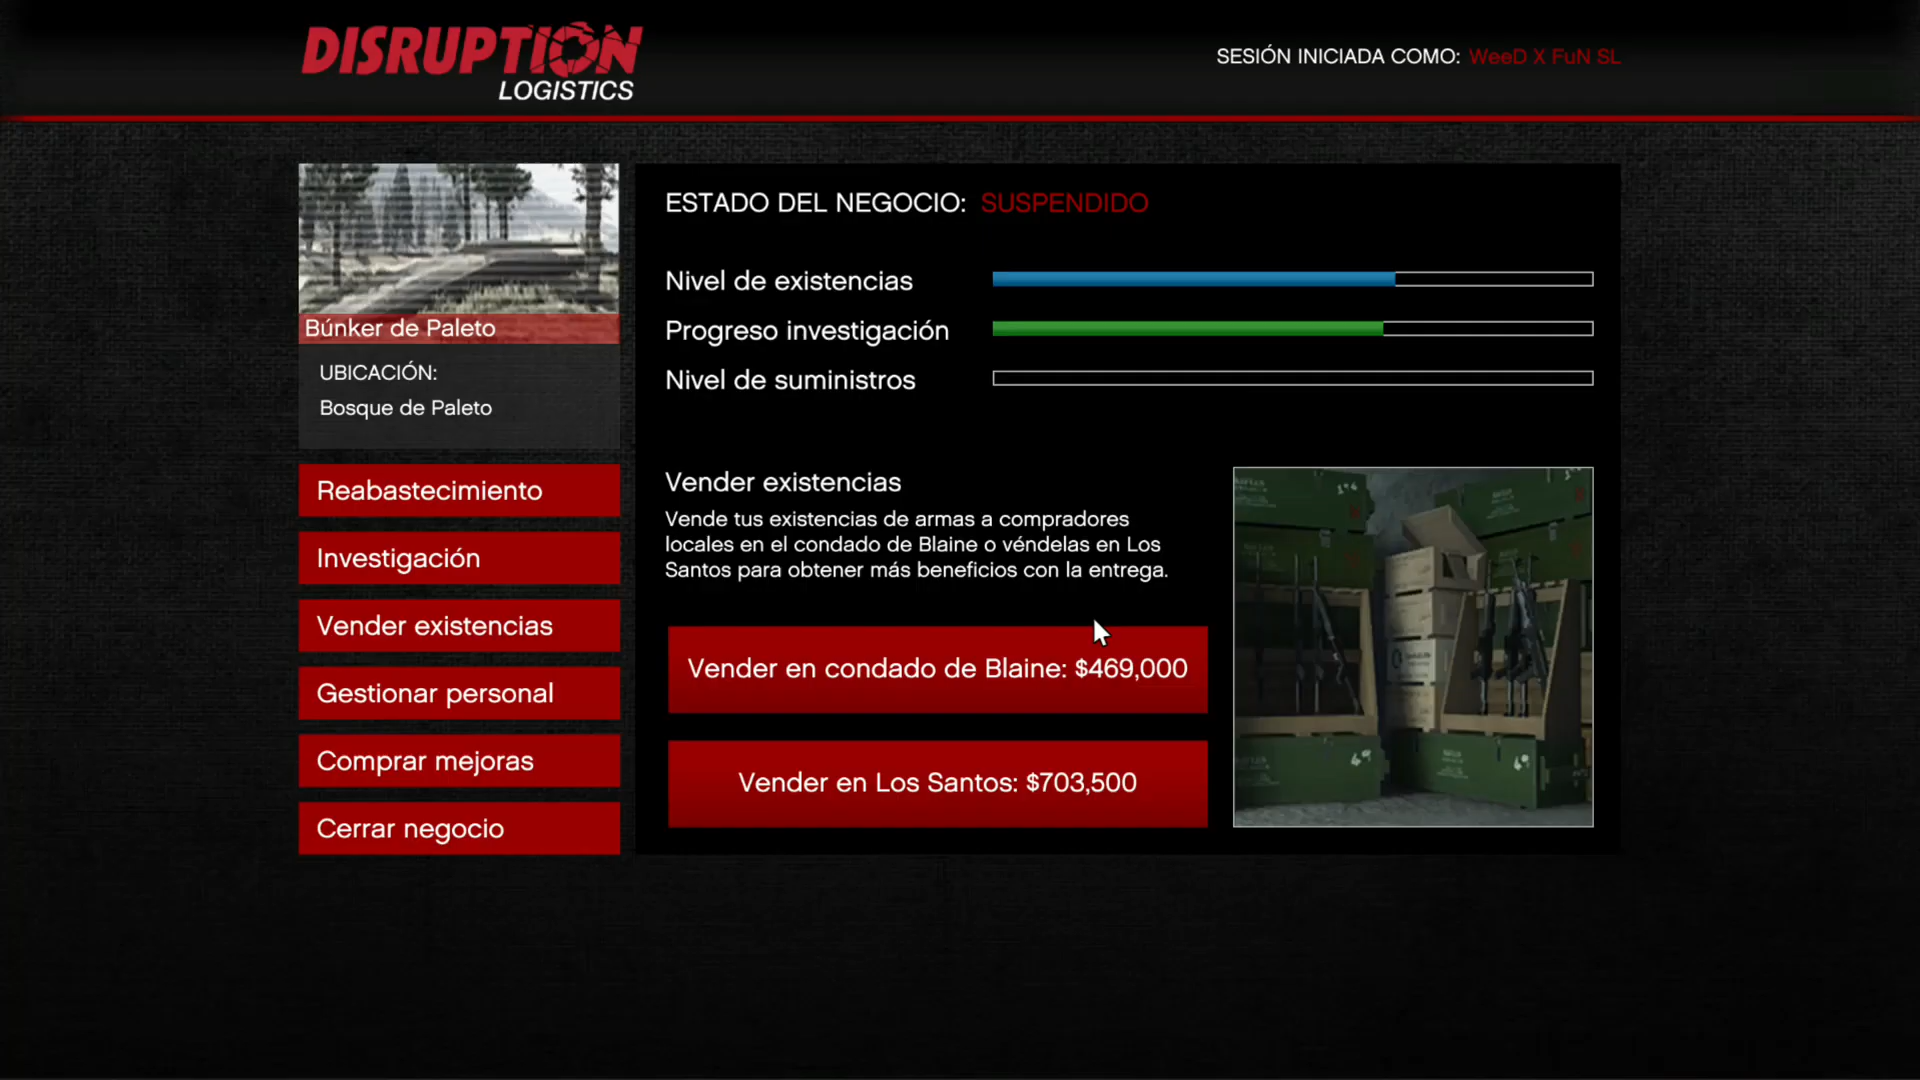 DISRUPTION
LOGISTICS
SESIÓN INICIADA COMO: WeeD X FuN SL
Búnker de Paleto
UBICACIÓN:
Bosque de Paleto
Reabastecimiento
Investigación
Vender existencias
Gestionar personal
Comprar mejoras
Cerrar negocio
ESTADO DEL NEGOCIO: SUSPENDIDO
Nivel de existencias
Progreso investigación
Nivel de suministros
Vender existencias
Vende tus existencias de armas a compradores
locales en el condado de Blaine o véndelas en Los
Santos para obtener más beneficios con la entrega.
Vender en condado de Blaine: $469,000
Vender en Los Santos: $703,500